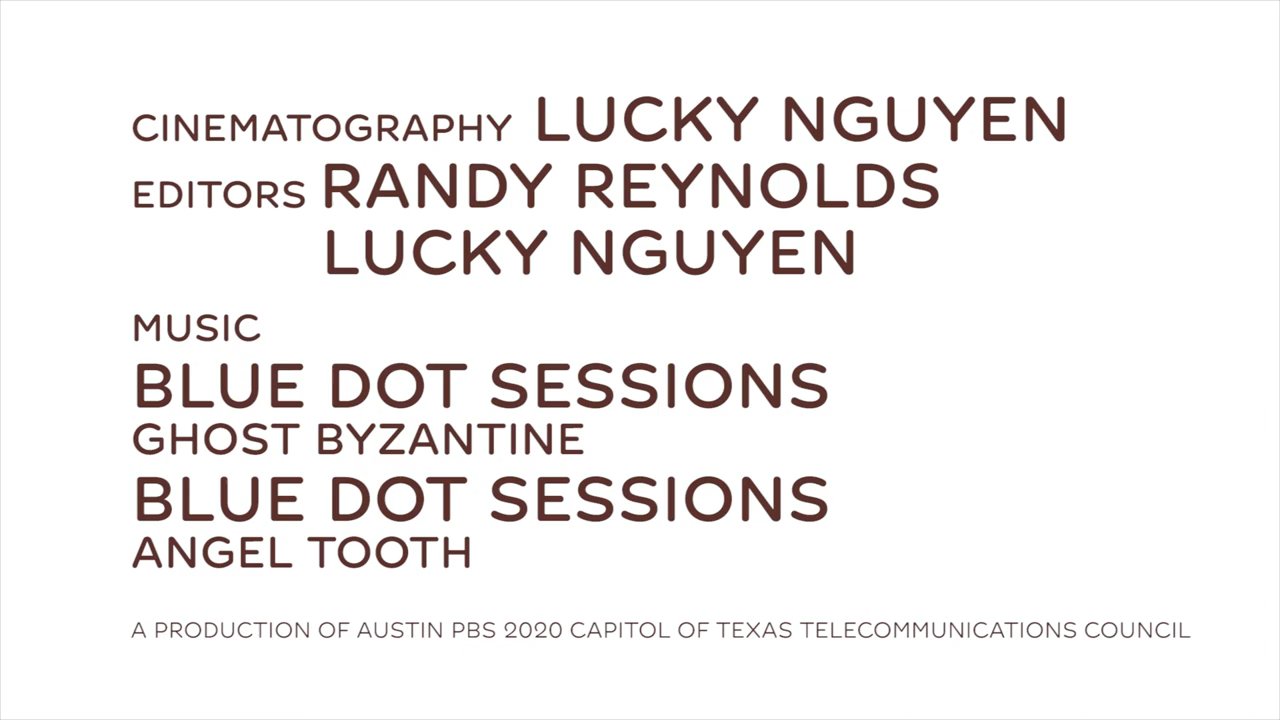 CINEMATOGRAPHY LUCKY NGUYEN
EDITORS RANDY REYNOLDS
LUCKY NGUYEN
MUSIC
BLUE DOT SESSIONS
GHOST BYZANTINE
BLUE DOT SESSIONS
ANGEL TOOTH
A PRODUCTION OF AUSTIN PBS 2020 CAPITOL OF TEXAS TELECOMMUNICATIONS COUNCIL